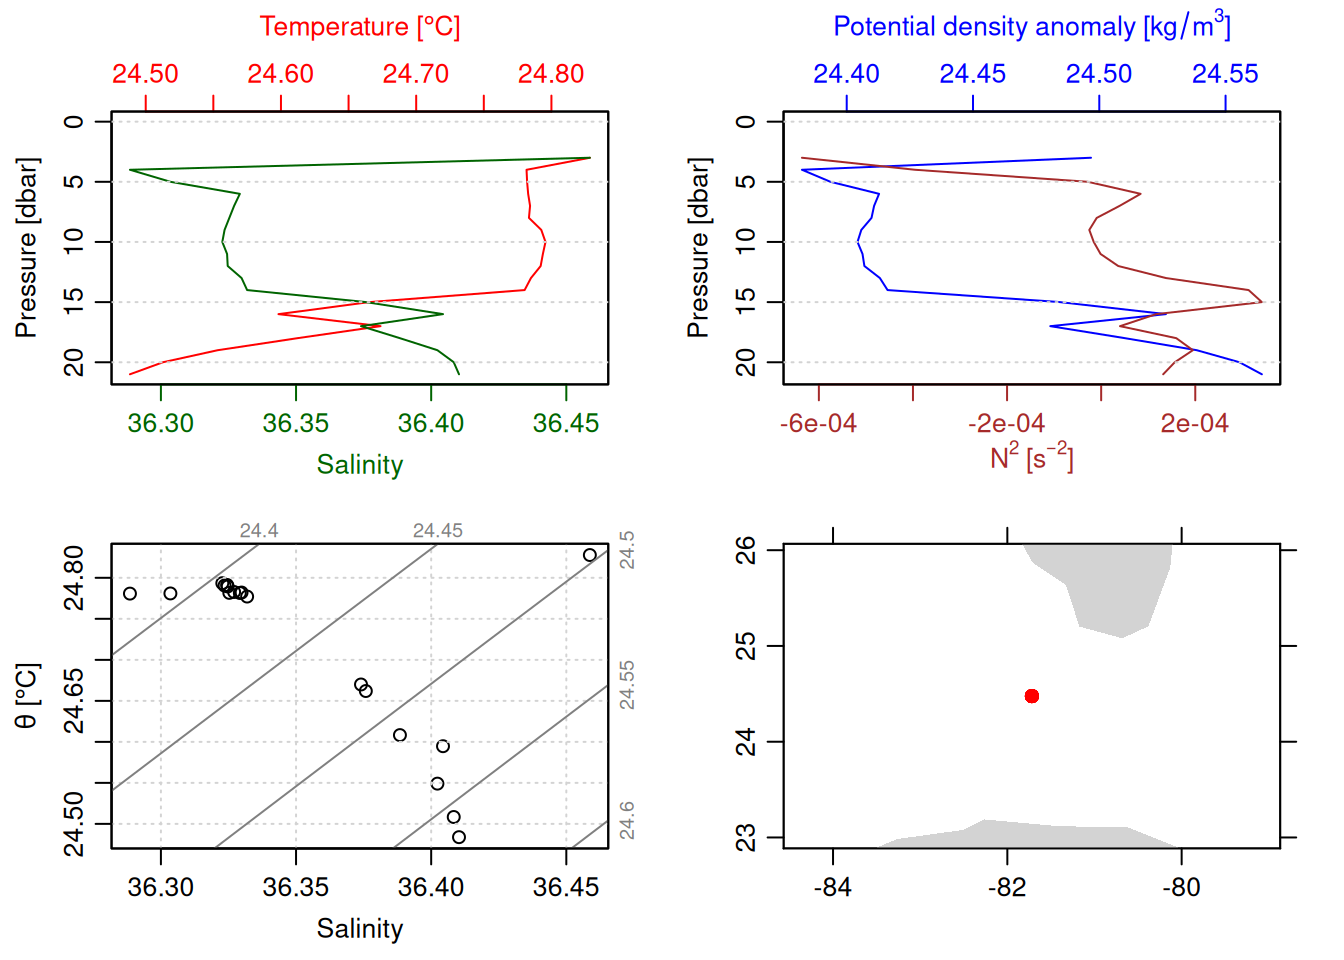 Temperature [°C]
24.50 24.60 24.70 24.80
Pressure [dbar]
0
5
10
15
20
36.30 36.35 36.40 36.45
Salinity
Potential density anomaly [kg/m³]
24.40 24.45 24.50 24.55
Pressure [dbar]
0
5
10
15
20
-6e-04 -2e-04 2e-04
N² [s⁻²]
24.4 24.45
24.5
24.55
24.6
θ [°C]
24.80
24.65
24.50
36.30 36.35 36.40 36.45
Salinity
26
25
24
23
-84 -82 -80